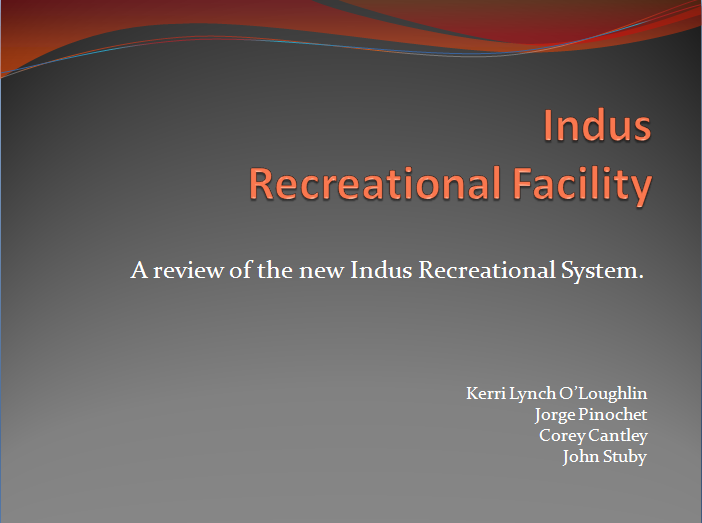 Indus
Recreational Facility
A review of the new Indus Recreational System.
Kerri Lynch O’Loughlin
Jorge Pinochet
Corey Cantley
John Stuby